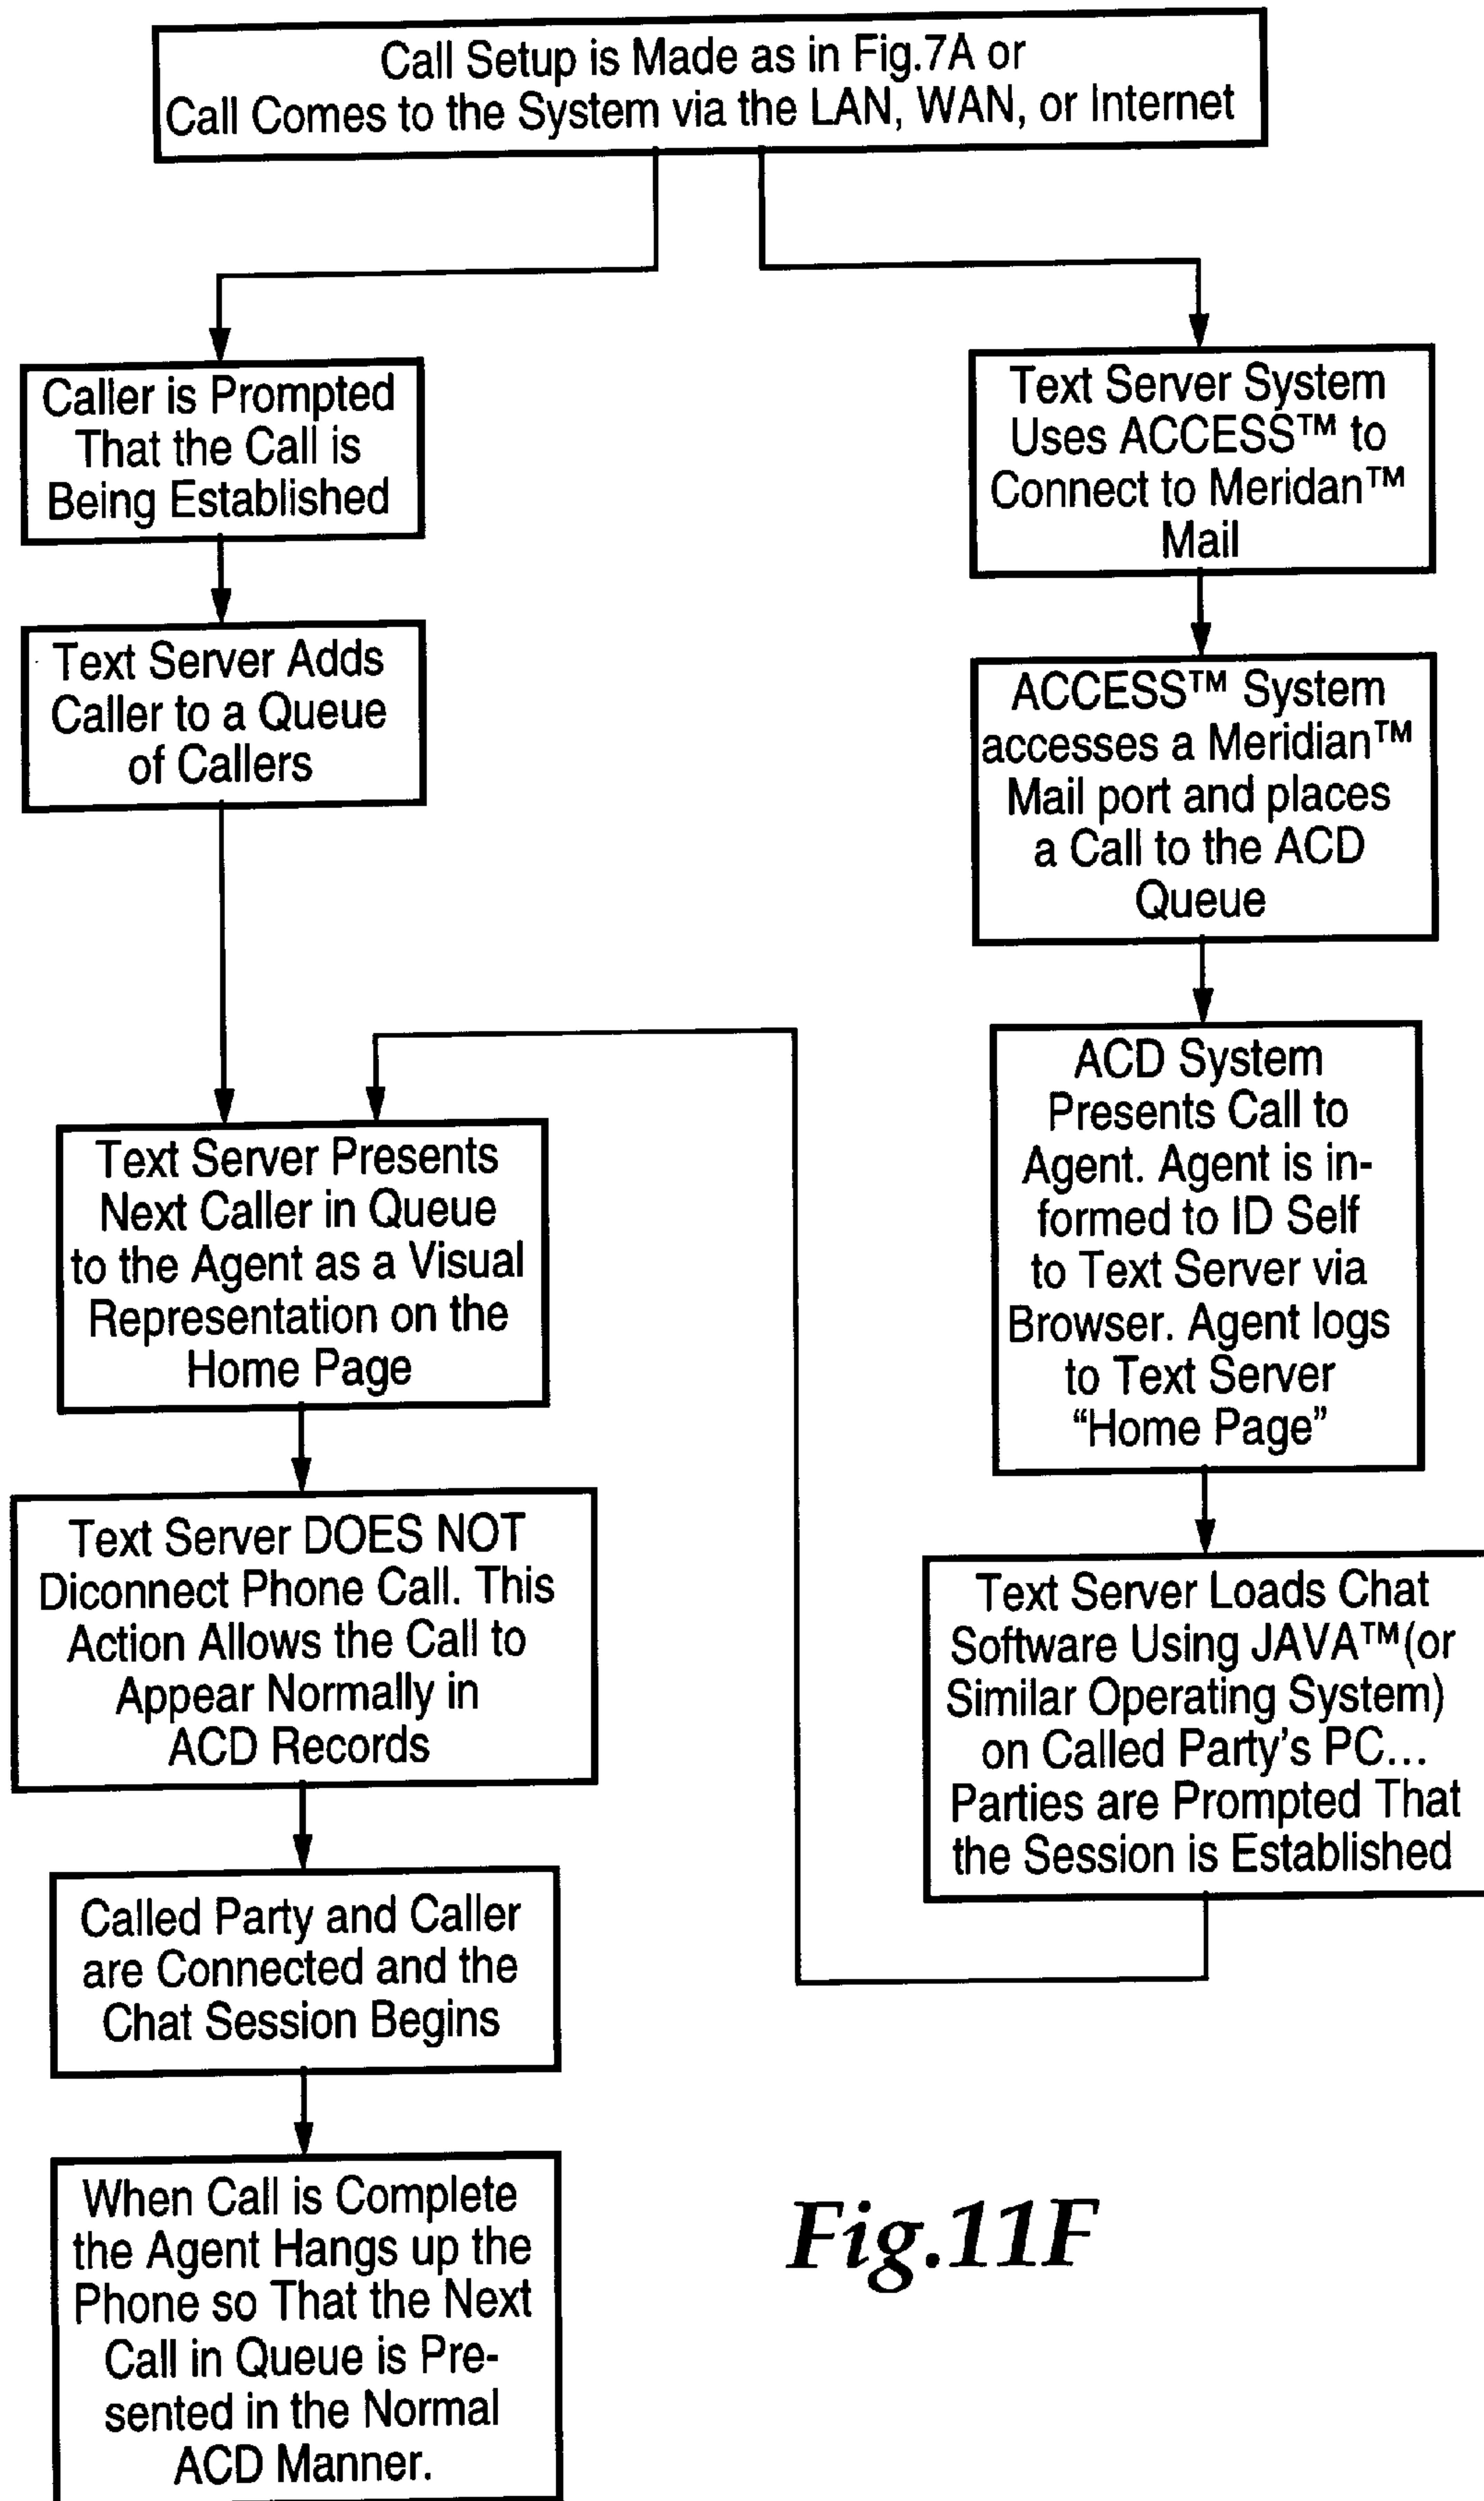 Call Setup is Made as in Fig.7A or
Call Comes to the System via the LAN, WAN, or Internet
Caller is Prompted
That the Call is
Being Established
Text Server Adds
Caller to a Queue
of Callers
Text Server System
Uses ACCESS™ to
Connect to Meridan™
Mail
ACCESS™ System
accesses a Meridian™
Mail port and places
a Call to the ACD
Queue
ACD System
Presents Call to
Agent. Agent is in-
formed to ID Self
to Text Server via
Browser. Agent logs
to Text Server
“Home Page”
Text Server Loads Chat
Software Using JAVA™(or
Similar Operating System)
on Called Party’s PC...
Parties are Prompted That
the Session is Established
Text Server Presents
Next Caller in Queue
to the Agent as a Visual
Representation on the
Home Page
Text Server DOES NOT
Diconnect Phone Call. This
Action Allows the Call to
Appear Normally in
ACD Records
Called Party and Caller
are Connected and the
Chat Session Begins
When Call is Complete
the Agent Hangs up the
Phone so That the Next
Call in Queue is Pre-
sented in the Normal
ACD Manner.
Fig.11F